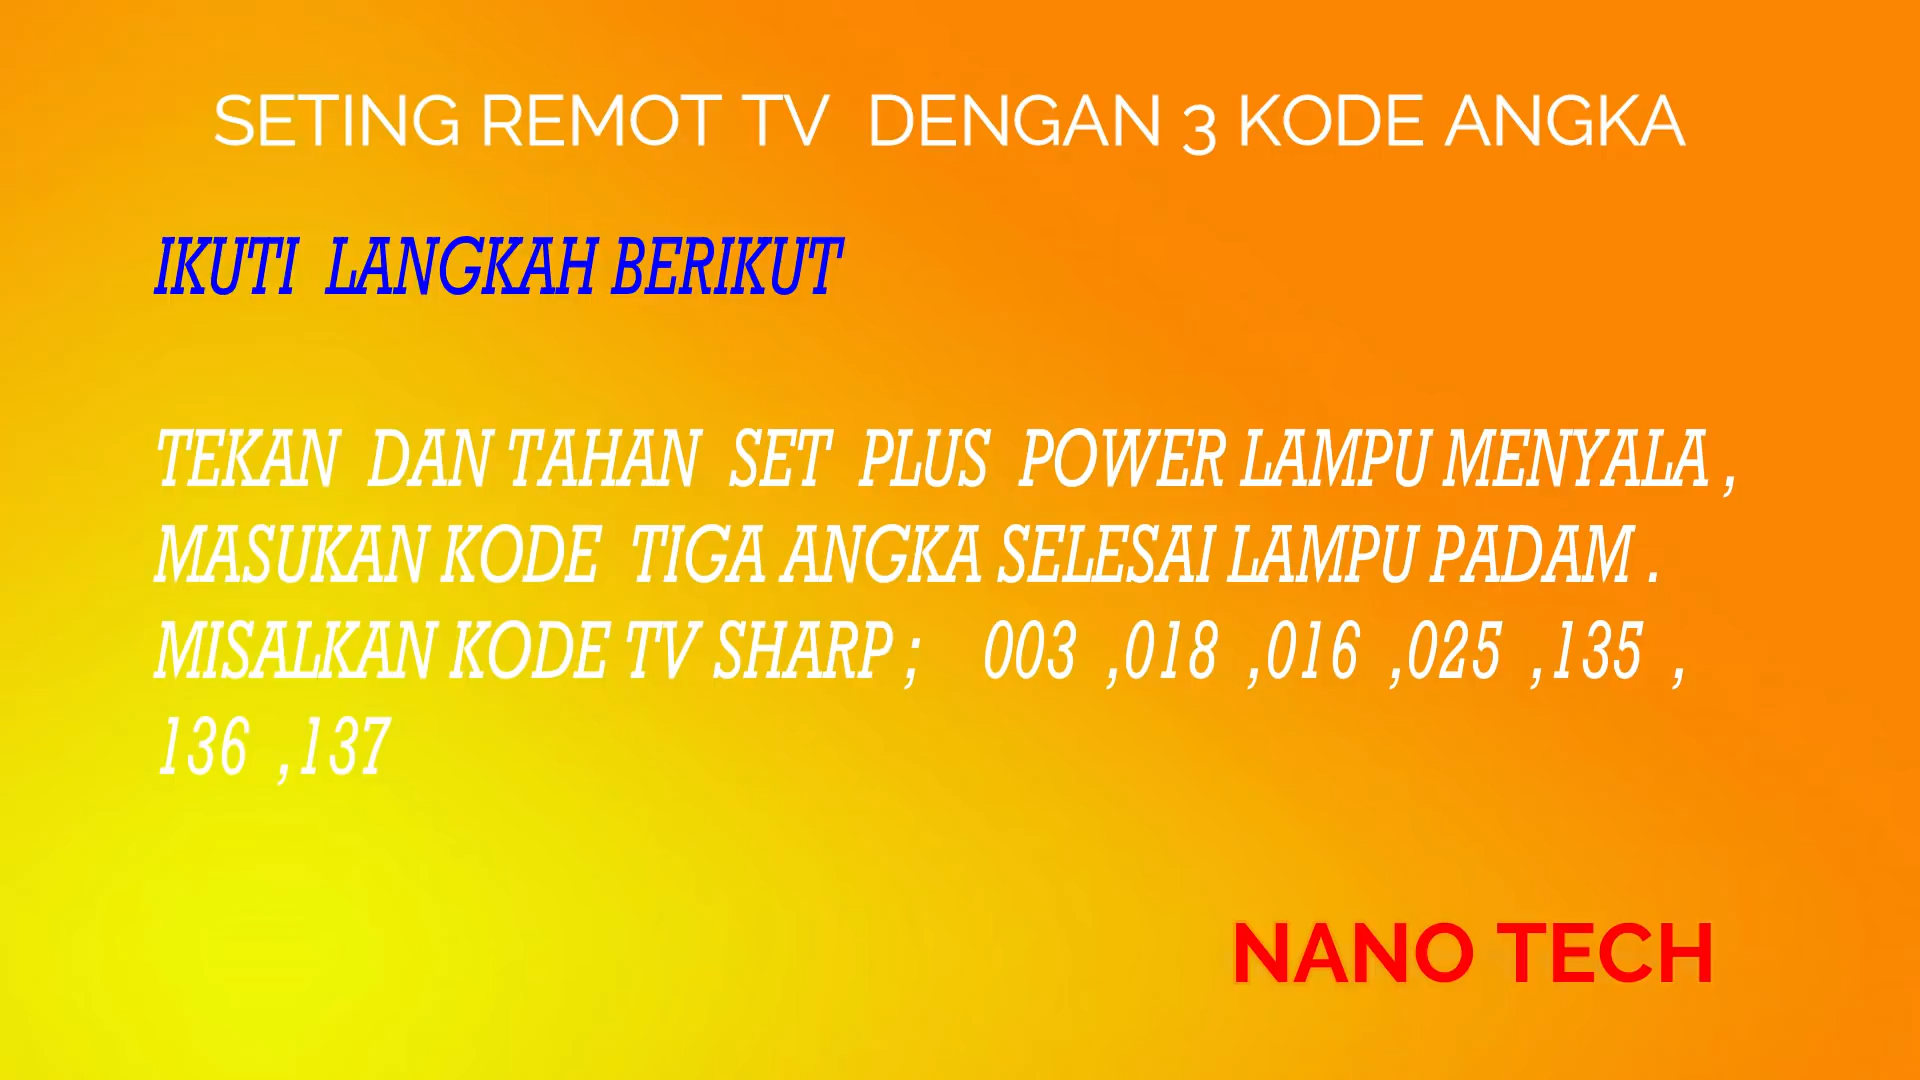 SETING REMOT TV DENGAN 3 KODE ANGKA
IKUTI LANGKAH BERIKUT
TEKAN DAN TAHAN SET PLUS POWER LAMPU MENYALA ,
MASUKAN KODE TIGA ANGKA SELESAI LAMPU PADAM .
MISALKAN KODE TV SHARP ; 003 ,018 ,016 ,025 ,135 ,
136 ,137
NANO TECH